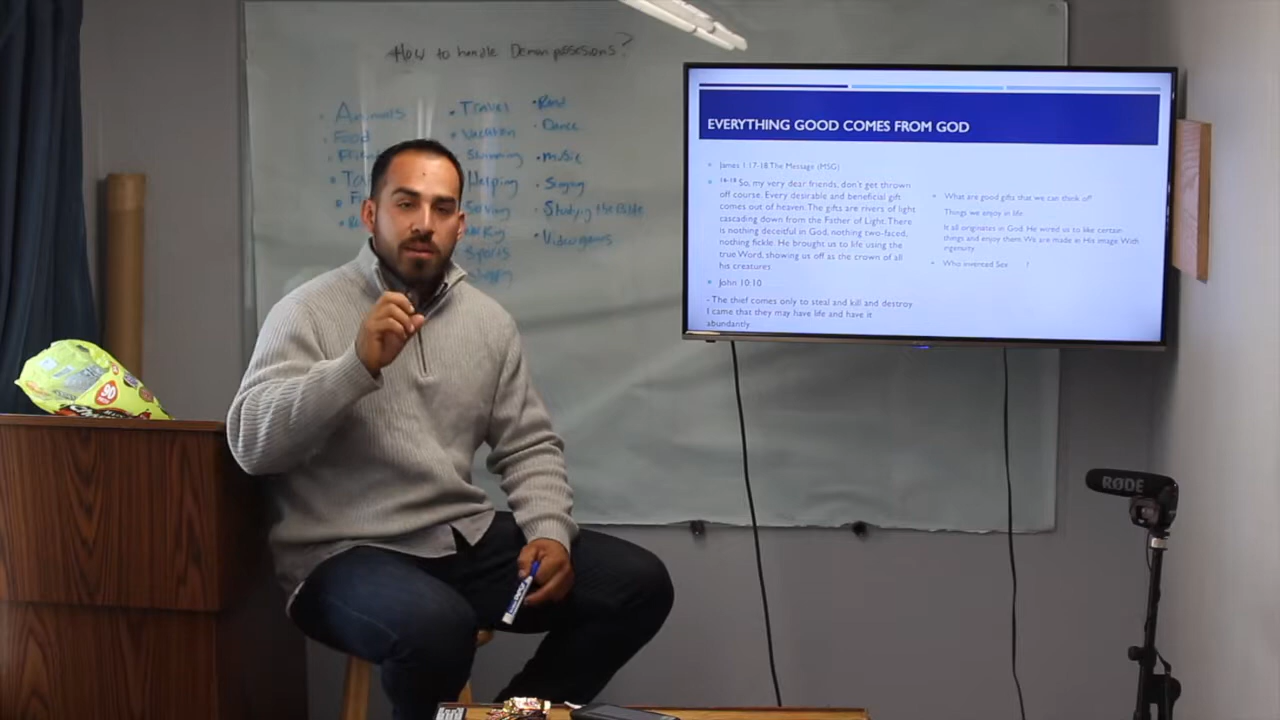 How to handle Demon possesions?
• Animals
• Food
• Travel
• Vacation
Swimming
Helping
Sports
• Read
• Dance
• music
• Singing
• Studying the Bible
• Video games
EVERYTHING GOOD COMES FROM GOD
James 1:17-18 The Message (MSG)
16-18 So, my very dear friends, don't get thrown
off course. Every desirable and beneficial gift
comes out of heaven. The gifts are rivers of light
cascading down from the Father of Light. There
is nothing deceitful in God, nothing two-faced,
nothing fickle. He brought us to life using the
true Word, showing us off as the crown of all
his creatures
John 10:10
- The thief comes only to steal and kill and destroy
I came that they may have life and have it
abundantly.
What are good gifts that we can think of?
Things we enjoy in life:
It all originates in God. He wired us to like certain
things and enjoy them. We are made in His image. With
ingenuity
Who invented Sex ?
90
RØDE